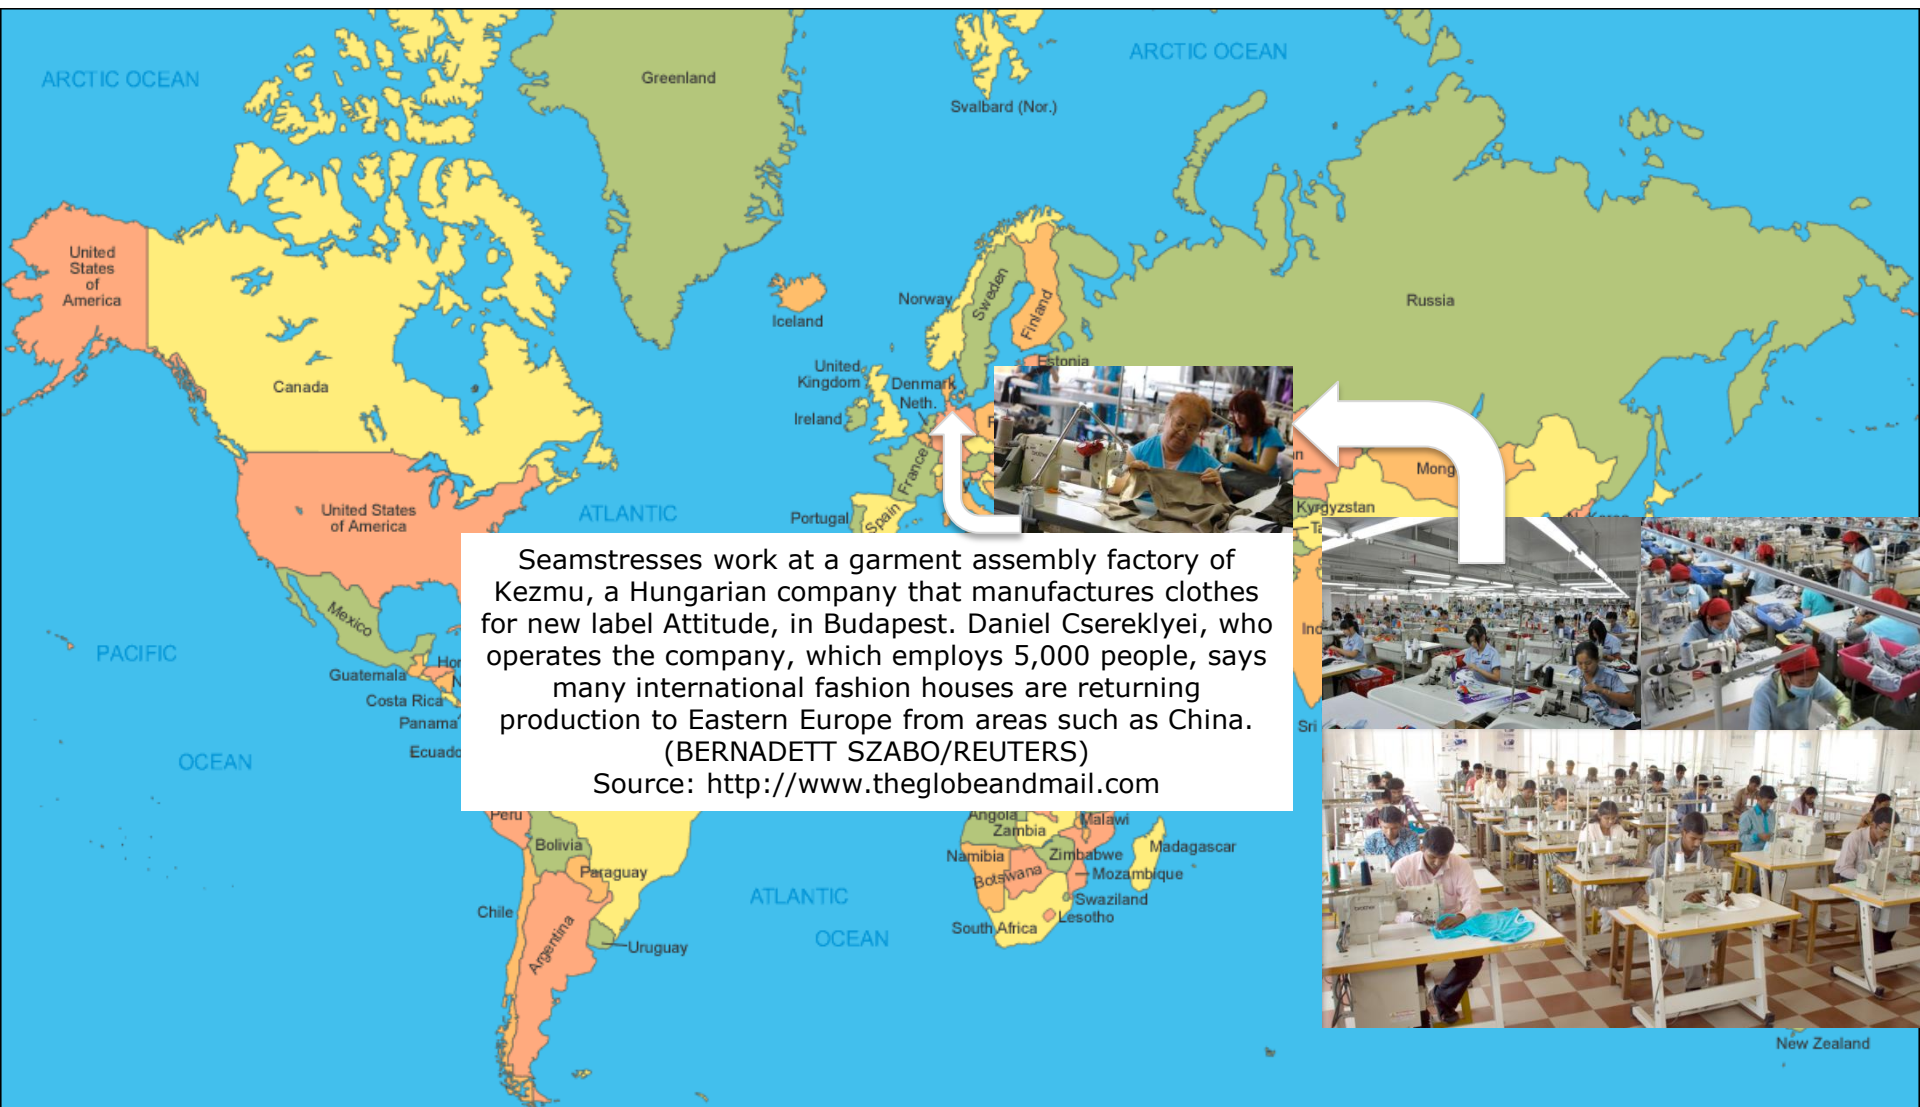 ARCTIC OCEAN
ARCTIC OCEAN
Greenland
Svalbard (Nor.)
United
States
of
America
Canada
Iceland
Norway
Sweden
Finland
Russia
Estonia
United
Kingdom
Denmark
Neth.
Ireland
France
Mong
Kyrgyzstan
Portugal
Spain
United States
of America
ATLANTIC
Mexico
PACIFIC
OCEAN
Guatemala
Hon
Costa Rica
Panama
Ecuado
Ind
Sri
Seamstresses work at a garment assembly factory of
Kezmu, a Hungarian company that manufactures clothes
for new label Attitude, in Budapest. Daniel Csereklyei, who
operates the company, which employs 5,000 people, says
many international fashion houses are returning
production to Eastern Europe from areas such as China.
(BERNADETT SZABO/REUTERS)
Source: http://www.theglobeandmail.com
Peru
Bolivia
Paraguay
Chile
Argentina
Uruguay
ATLANTIC
OCEAN
Angola
Zambia
Malawi
Namibia
Zimbabwe
Madagascar
Botswana
Mozambique
Swaziland
Lesotho
South Africa
New Zealand
brother